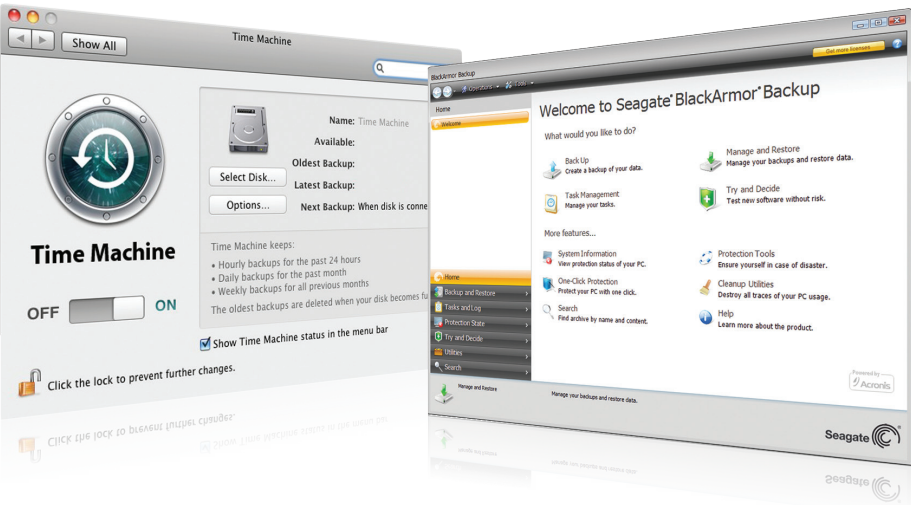 Time Machine
Show All
Time Machine
OFF
ON
Name: Time Machine
Available:
Oldest Backup:
Latest Backup:
Next Backup: When disk is conne
Select Disk...
Options...
Time Machine keeps:
• Hourly backups for the past 24 hours
• Daily backups for the past month
• Weekly backups for all previous months
The oldest backups are deleted when your disk becomes fu
Show Time Machine status in the menu bar
Click the lock to prevent further changes.
BlackArmor Backup
Get more licenses
Operations
Tools
Home
Welcome
Home
Backup and Restore
Tasks and Log
Protection State
Try and Decide
Utilities
Search
Welcome to Seagate® BlackArmor® Backup
What would you like to do?
Back Up
Create a backup of your data.
Manage and Restore
Manage your backups and restore data.
Task Management
Manage your tasks.
Try and Decide
Test new software without risk.
More features...
System Information
View protection status of your PC.
Protection Tools
Ensure yourself in case of disaster.
One-Click Protection
Protect your PC with one click.
Cleanup Utilities
Destroy all traces of your PC usage.
Search
Find archive by name and content.
Help
Learn more about the product.
Powered by
Acronis
Manage and Restore
Manage your backups and restore data.
Seagate